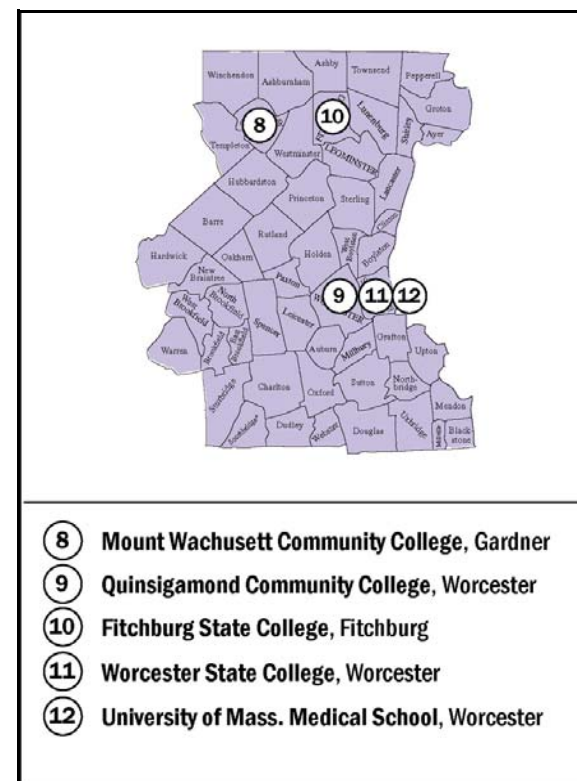 Ashby
Winchendon
Ashburnham
Townsend
Pepperell
Groton
8
10
Lunenburg
Shirley
Ayer
Templeton
Westminster
LEOMINSTER
Lancaster
Hubbardston
Princeton
Sterling
Clinton
Barre
Rutland
Holden
West Boylston
Boylston
Hardwick
Oakham
New Braintree
Paxton
9
11
12
West Brookfield
North Brookfield
Spencer
Leicester
Grafton
Warren
Brookfield
East Brookfield
Auburn
Millbury
Upton
Sturbridge
Charlton
Oxford
Sutton
North-
bridge
Mendon
Southbridge
Dudley
Webster
Douglas
Uxbridge
Black-
stone
8 Mount Wachusett Community College, Gardner
9 Quinsigamond Community College, Worcester
10 Fitchburg State College, Fitchburg
11 Worcester State College, Worcester
12 University of Mass. Medical School, Worcester